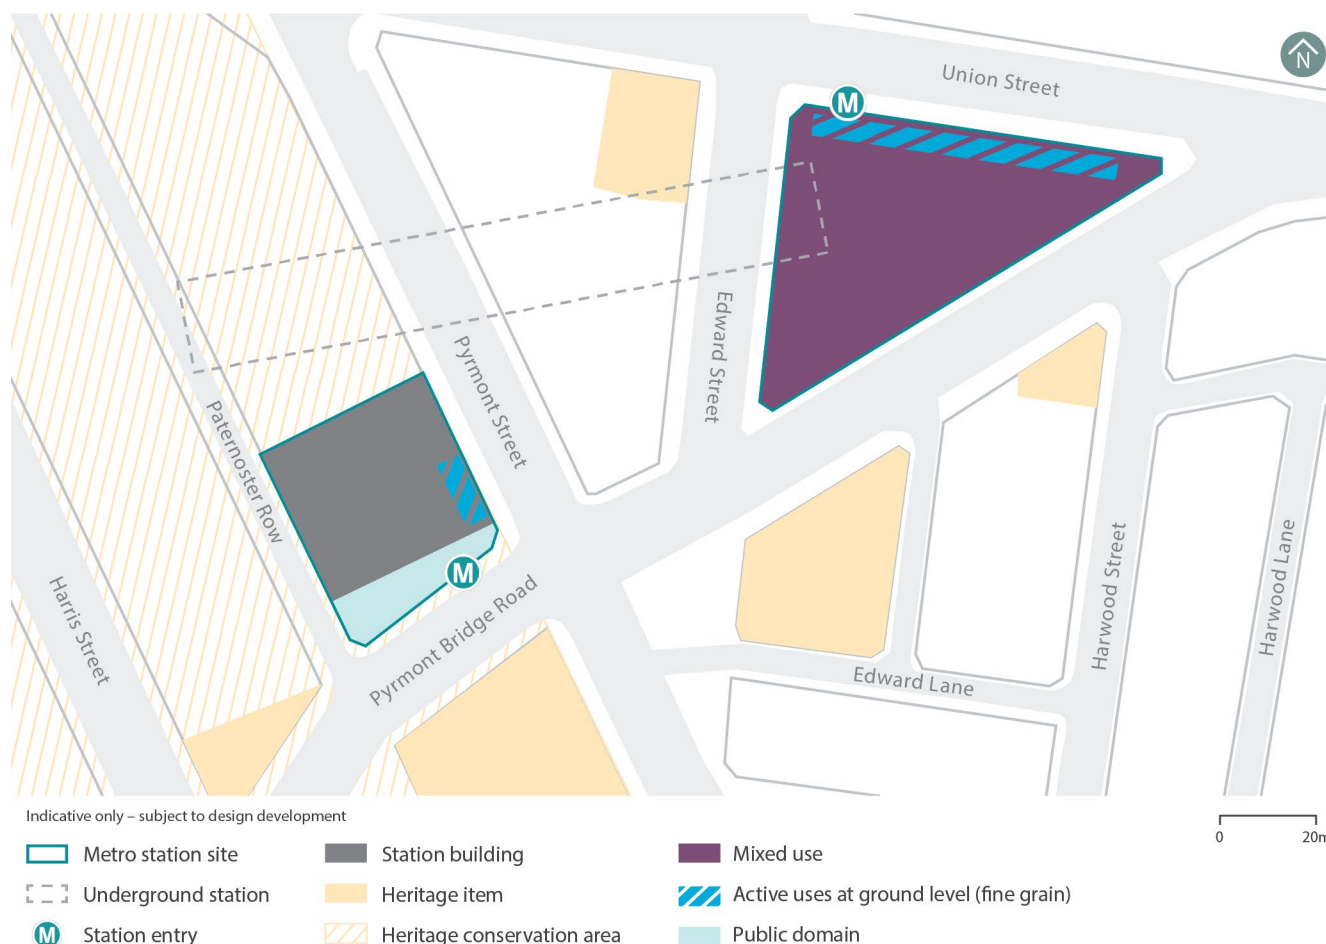 N
Union Street
M
Edward Street
Pyrmont Street
Paternoster Row
M
Harris Street
Pyrmont Bridge Road
Edward Lane
Harwood Street
Harwood Lane
Indicative only – subject to design development
0 20m
Metro station site
Station building
Mixed use
Underground station
Heritage item
Active uses at ground level (fine grain)
M Station entry
Heritage conservation area
Public domain